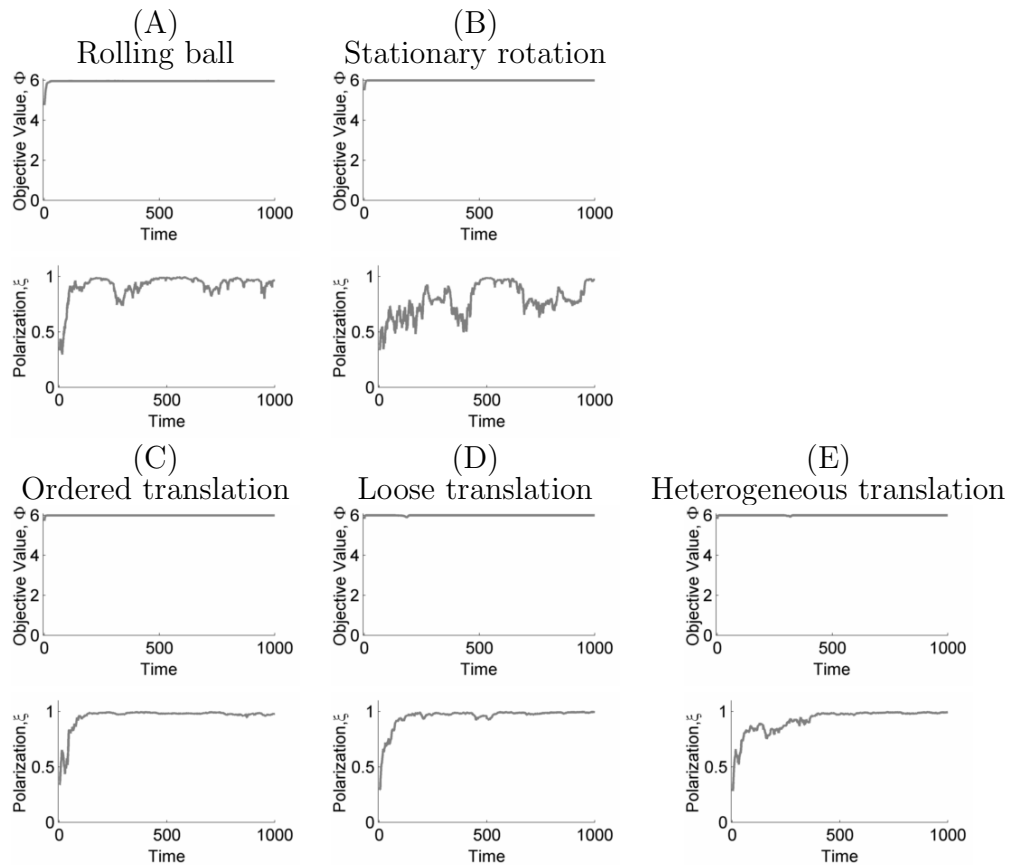 (A)
Rolling ball
Objective Value, Φ
6
4
2
0
0 500 1000
Time
Polarization,ξ
1
0.5
0
0 500 1000
Time
(B)
Stationary rotation
Objective Value, Φ
6
4
2
0
0 500 1000
Time
Polarization,ξ
1
0.5
0
0 500 1000
Time
(C)
Ordered translation
Objective Value, Φ
6
4
2
0
0 500 1000
Time
Polarization,ξ
1
0.5
0
0 500 1000
Time
(D)
Loose translation
Objective Value, Φ
6
4
2
0
0 500 1000
Time
Polarization,ξ
1
0.5
0
0 500 1000
Time
(E)
Heterogeneous translation
Objective Value, Φ
6
4
2
0
0 500 1000
Time
Polarization,ξ
1
0.5
0
0 500 1000
Time